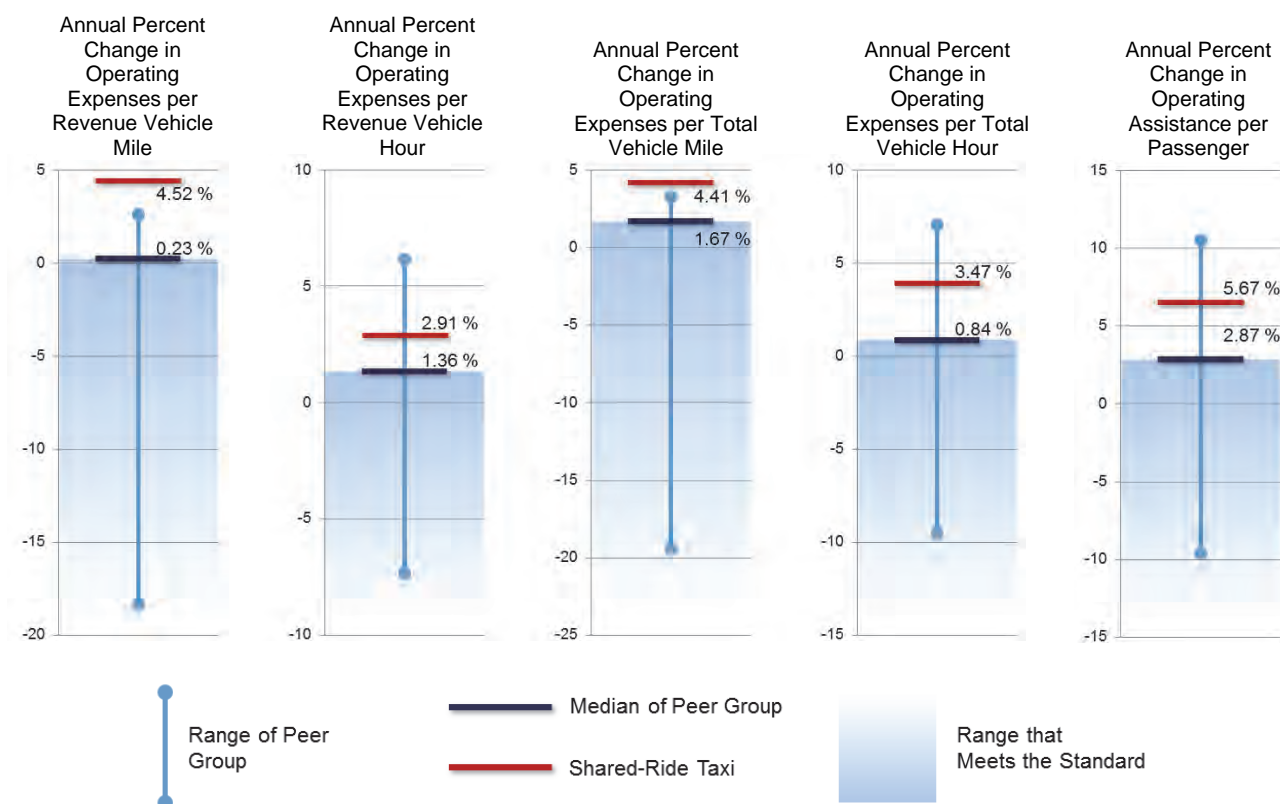 Annual Percent
Change in
Operating
Expenses per
Revenue Vehicle
Mile
5
4.52 %
0.23 %
0
-5
-10
-15
-20
Annual Percent
Change in
Operating
Expenses per
Revenue Vehicle
Hour
10
5
2.91 %
1.36 %
0
-5
-10
Annual Percent
Change in
Operating
Expenses per Total
Vehicle Mile
5
4.41 %
1.67 %
0
-5
-10
-15
-20
-25
Annual Percent
Change in
Operating
Expenses per Total
Vehicle Hour
10
5
3.47 %
0.84 %
0
-5
-10
-15
Annual Percent
Change in
Operating
Assistance per
Passenger
15
10
5.67 %
5
2.87 %
0
-5
-10
-15
Range of Peer
Group
Median of Peer Group
Shared-Ride Taxi
Range that
Meets the Standard